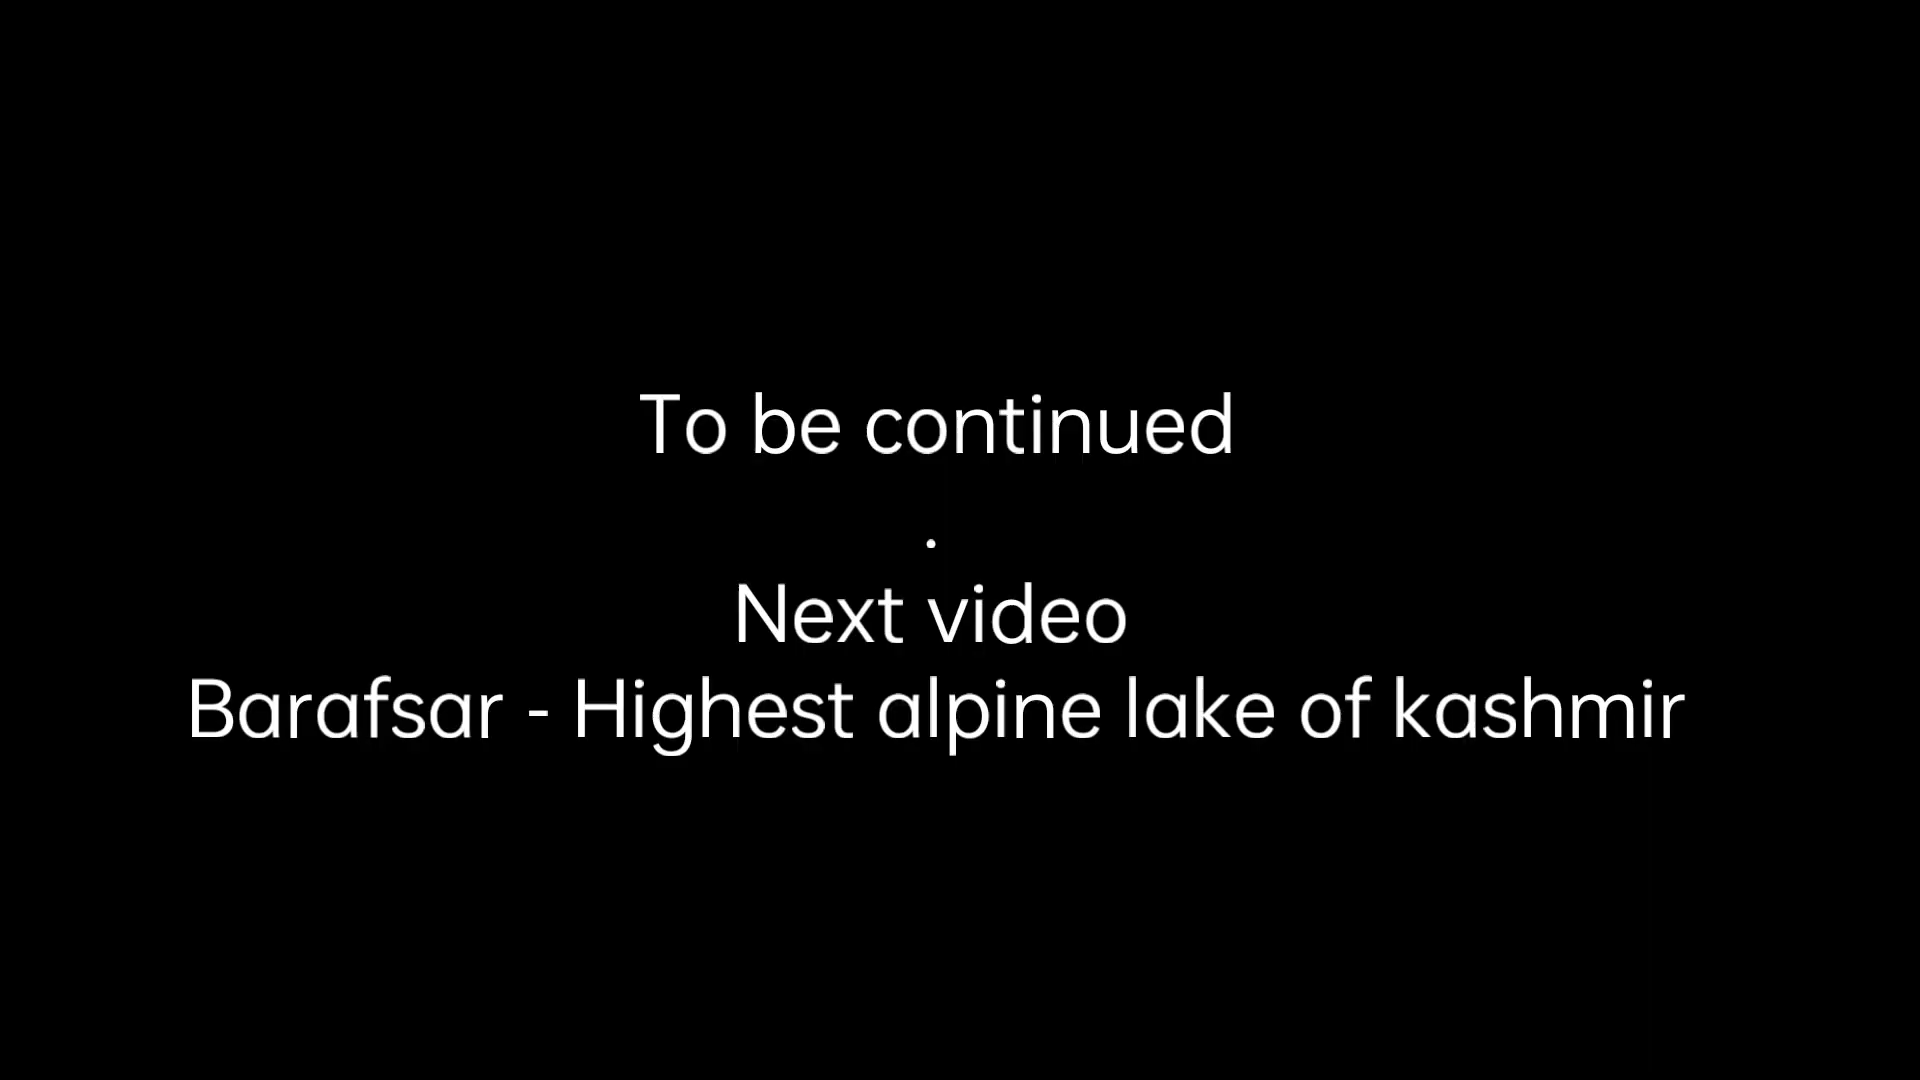 To be continued
.
Next video
Barafsar - Highest alpine lake of kashmir